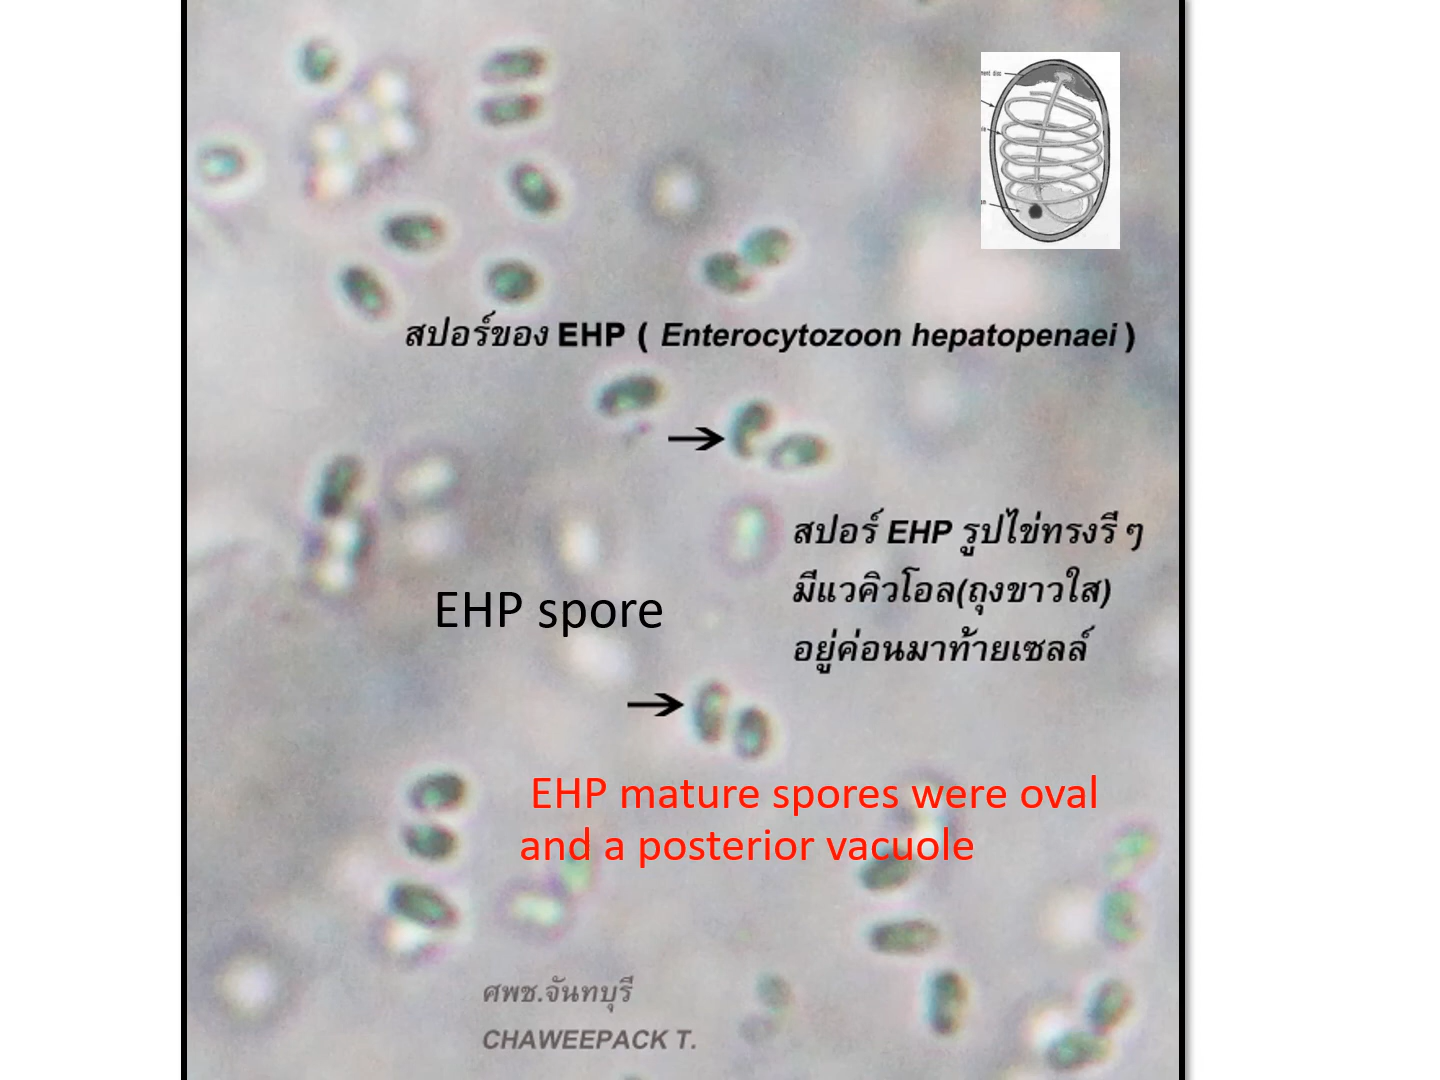 สปอร์ของ EHP ( Enterocytozoon hepatopenaei )
สปอร์ EHP รูปไข่ทรงรี ๆ
มีแวคิวโอล(ถุงขาวใส)
อยู่ค่อนมาท้ายเซลล์
EHP spore
EHP mature spores were oval
and a posterior vacuole
ศพช.จันทบุรี
CHAWEEPACK T.